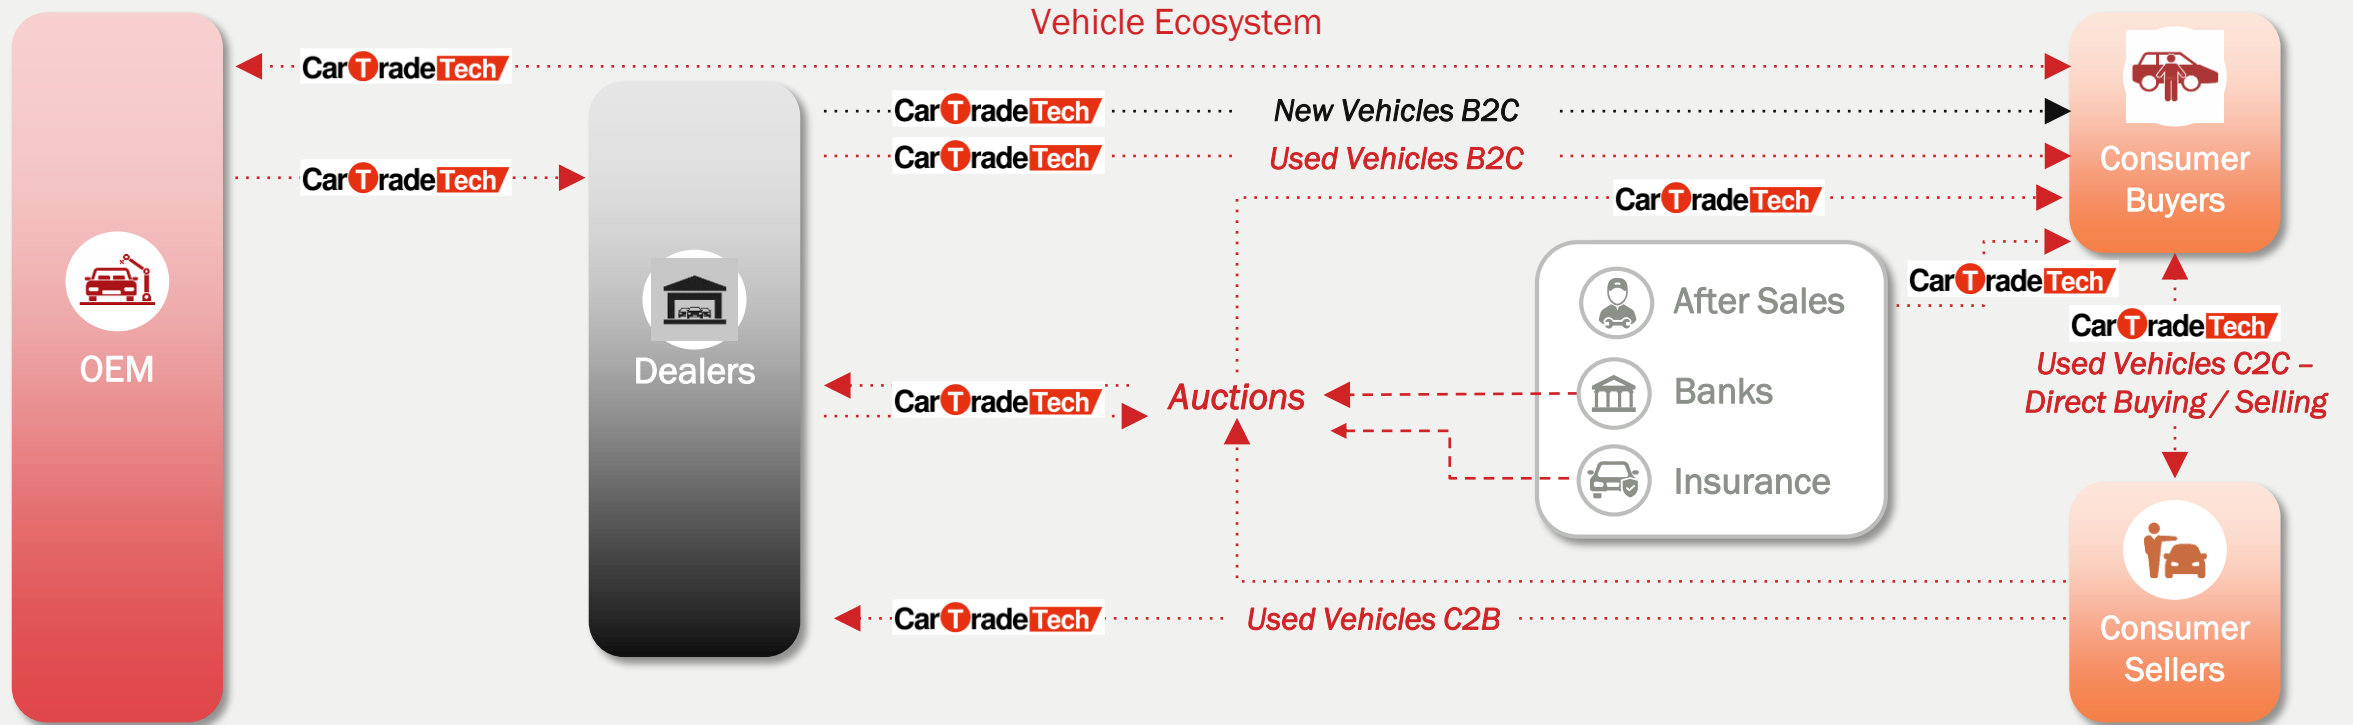 Vehicle Ecosystem
CarTradeTech
CarTradeTech New Vehicles B2C
CarTradeTech Used Vehicles B2C
CarTradeTech
CarTradeTech
Consumer
Buyers
OEM
Dealers
CarTradeTech
Auctions
After Sales
Banks
Insurance
CarTradeTech
CarTradeTech
Used Vehicles C2C –
Direct Buying / Selling
CarTradeTech Used Vehicles C2B
Consumer
Sellers